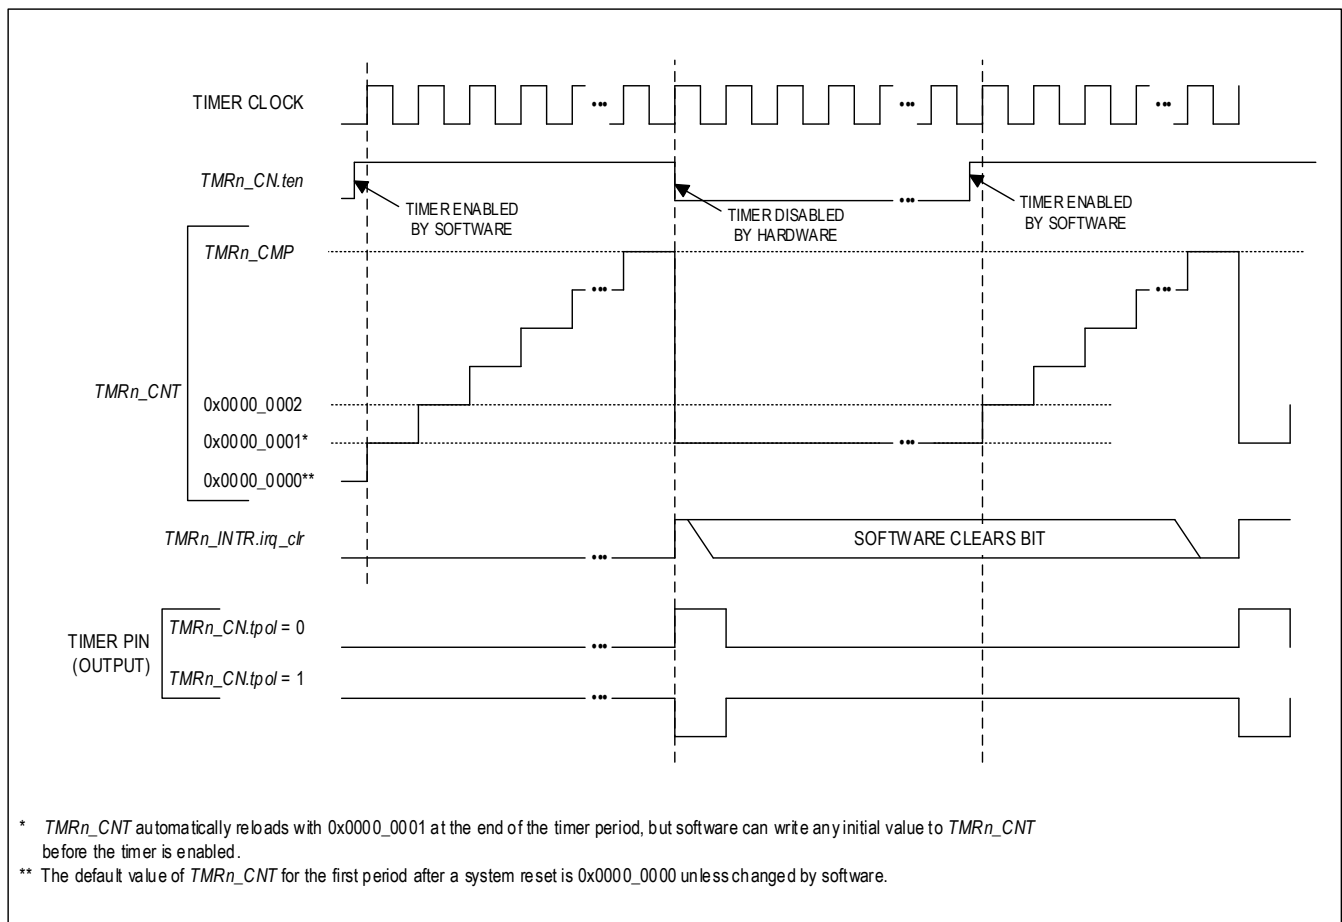 TIMER CLOCK
TMRn_CN.ten
TIMER ENABLED
BY SOFTWARE
TIMER DISABLED
BY HARDWARE
TIMER ENABLED
BY SOFTWARE
TMRn_CMP
TMRn_CNT
0x0000_0002
0x0000_0001*
0x0000_0000**
TMRn_INTR.irq_clr
SOFTWARE CLEARS BIT
TIMER PIN
(OUTPUT)
TMRn_CN.tpol = 0
TMRn_CN.tpol = 1
* TMRn_CNT automatically reloads with 0x0000_0001 at the end of the timer period, but software can write any initial value to TMRn_CNT
before the timer is enabled.
** The default value of TMRn_CNT for the first period after a system reset is 0x0000_0000 unless changed by software.